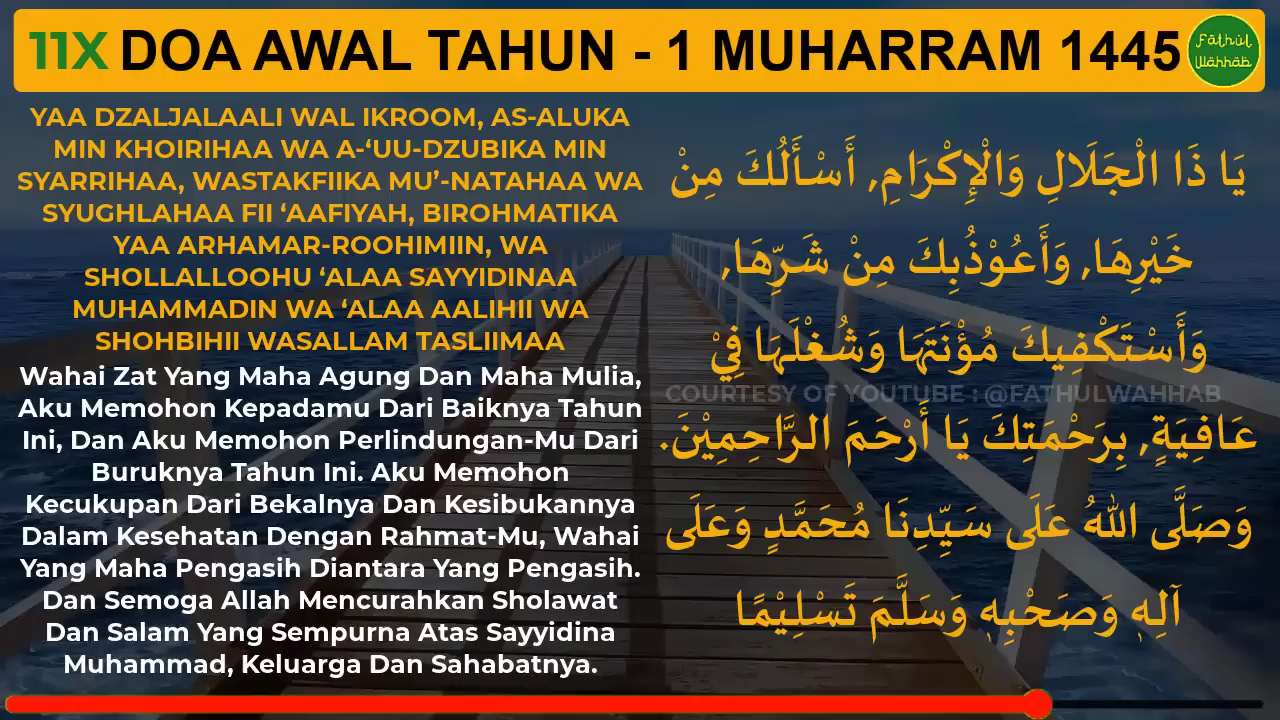 11X DOA AWAL TAHUN - 1 MUHARRAM 1445
Fathul
Wahhab
YAA DZALJALAALI WAL IKROOM, AS-ALUKA
MIN KHOIRIHAA WA A-‘UU-DZUBIKA MIN
SYARRIHAA, WASTAKFIIKA MU’-NATAHAA WA
SYUGHLAHAA FII ‘AAFIYAH, BIROHMATIKA
YAA ARHAMAR-ROOHIMIIN, WA
SHOLLALLOOHU ‘ALAA SAYYIDINAA
MUHAMMADIN WA ‘ALAA AALIHII WA
SHOHBIHII WASALLAM TASLIIMAA
Wahai Zat Yang Maha Agung Dan Maha Mulia,
Aku Memohon Kepadamu Dari Baiknya Tahun
Ini, Dan Aku Memohon Perlindungan-Mu Dari
Buruknya Tahun Ini. Aku Memohon
Kecukupan Dari Bekalnya Dan Kesibukannya
Dalam Kesehatan Dengan Rahmat-Mu, Wahai
Yang Maha Pengasih Diantara Yang Pengasih.
Dan Semoga Allah Mencurahkan Sholawat
Dan Salam Yang Sempurna Atas Sayyidina
Muhammad, Keluarga Dan Sahabatnya.
يَا ذَا الْجَلَالِ وَالْإِكْرَامِ, أَسْأَلُكَ مِنْ
خَيْرِهَا, وَأَعُوْذُبِكَ مِنْ شَرِّهَا,
وَأَسْتَكْفِيكَ مُؤْنَتَهَا وَشُغْلَهَا فِيْ
COURTESY OF YOUTUBE : @FATHULWAHHAB
عَافِيَةٍ, بِرَحْمَتِكَ يَا أَرْحَمَ الرَّاحِمِيْنَ.
وَصَلَّى اللهُ عَلَى سَيِّدِنَا مُحَمَّدٍ وَعَلَى
آلِهٖ وَصَحْبِهٖ وَسَلَّمَ تَسْلِيْمًا